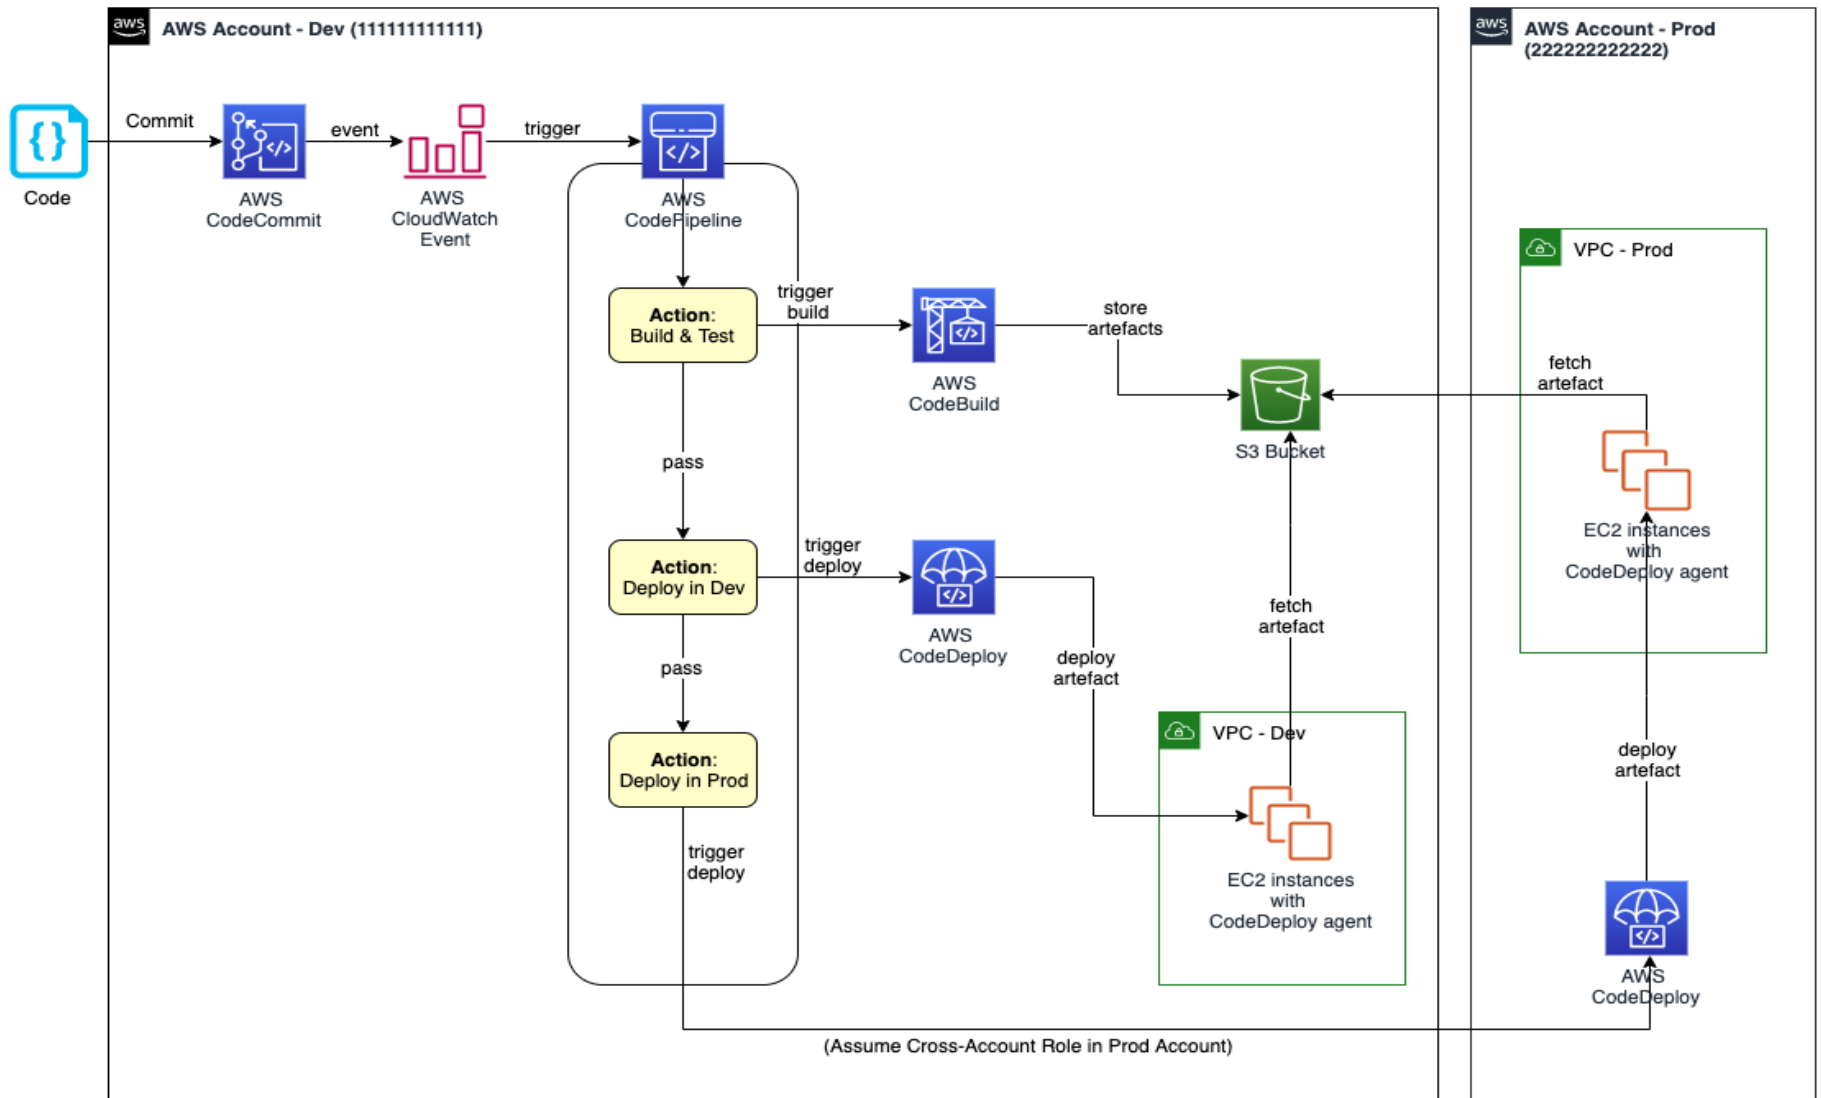 aws
AWS Account - Dev (111111111111)
aws
AWS Account - Prod
(222222222222)
Commit
event
trigger
Code
AWS
CodeCommit
AWS
CloudWatch
Event
AWS
CodePipeline
Action:
Build & Test
trigger
build
AWS
CodeBuild
store
artefacts
S3 Bucket
VPC - Prod
fetch
artefact
EC2 instances
with
CodeDeploy agent
pass
Action:
Deploy in Dev
trigger
deploy
AWS
CodeDeploy
deploy
artefact
fetch
artefact
pass
Action:
Deploy in Prod
VPC - Dev
EC2 instances
with
CodeDeploy agent
deploy
artefact
trigger
deploy
AWS
CodeDeploy
(Assume Cross-Account Role in Prod Account)